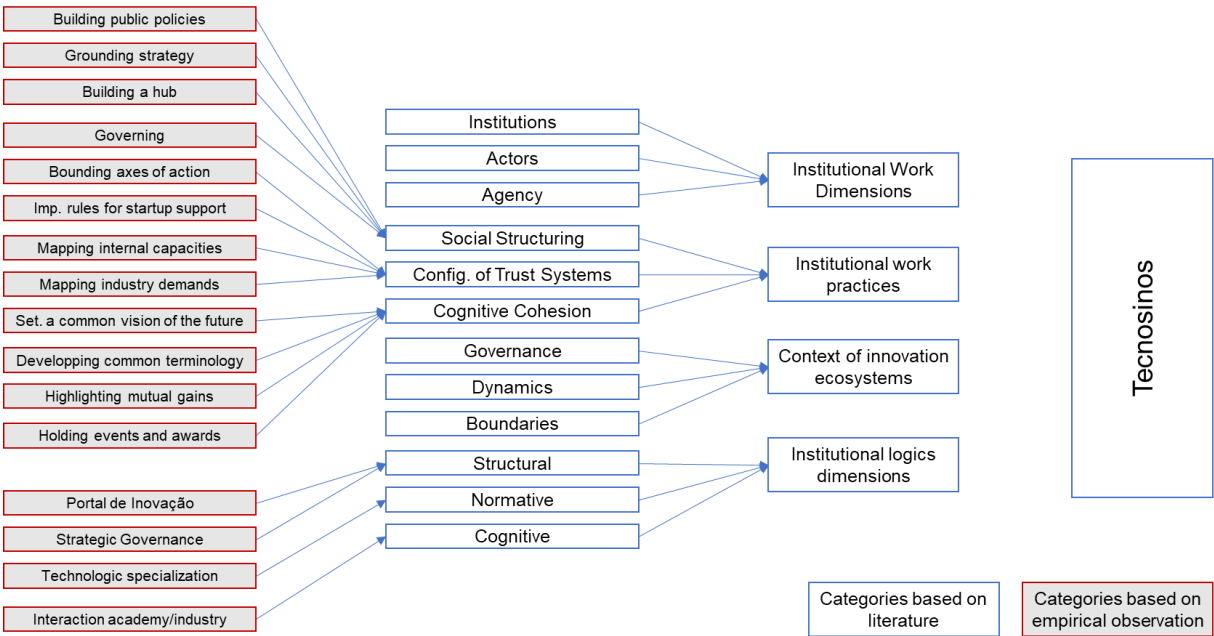 Building public policies
Grounding strategy
Building a hub
Governing
Bounding axes of action
Imp. rules for startup support
Mapping internal capacities
Mapping industry demands
Set. a common vision of the future
Developping common terminology
Highlighting mutual gains
Holding events and awards
Portal de Inovação
Strategic Governance
Technologic specialization
Interaction academy/industry
Institutions
Actors
Agency
Social Structuring
Config. of Trust Systems
Cognitive Cohesion
Governance
Dynamics
Boundaries
Structural
Normative
Cognitive
Institutional Work
Dimensions
Institutional work
practices
Context of innovation
ecosystems
Institutional logics
dimensions
Tecnosinos
Categories based on
literature
Categories based on
empirical observation